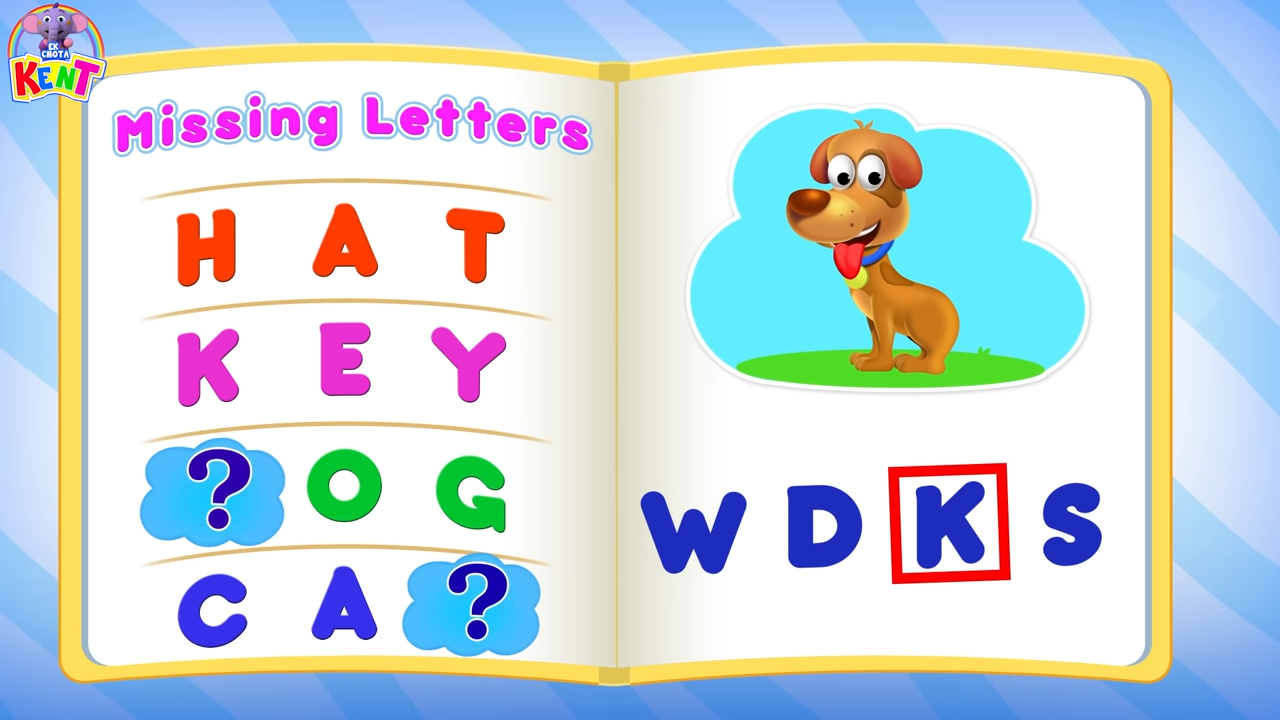 EK
CHOTA
KENT
Missing Letters
H A T
K E Y
? O G
C A ?
W D K S